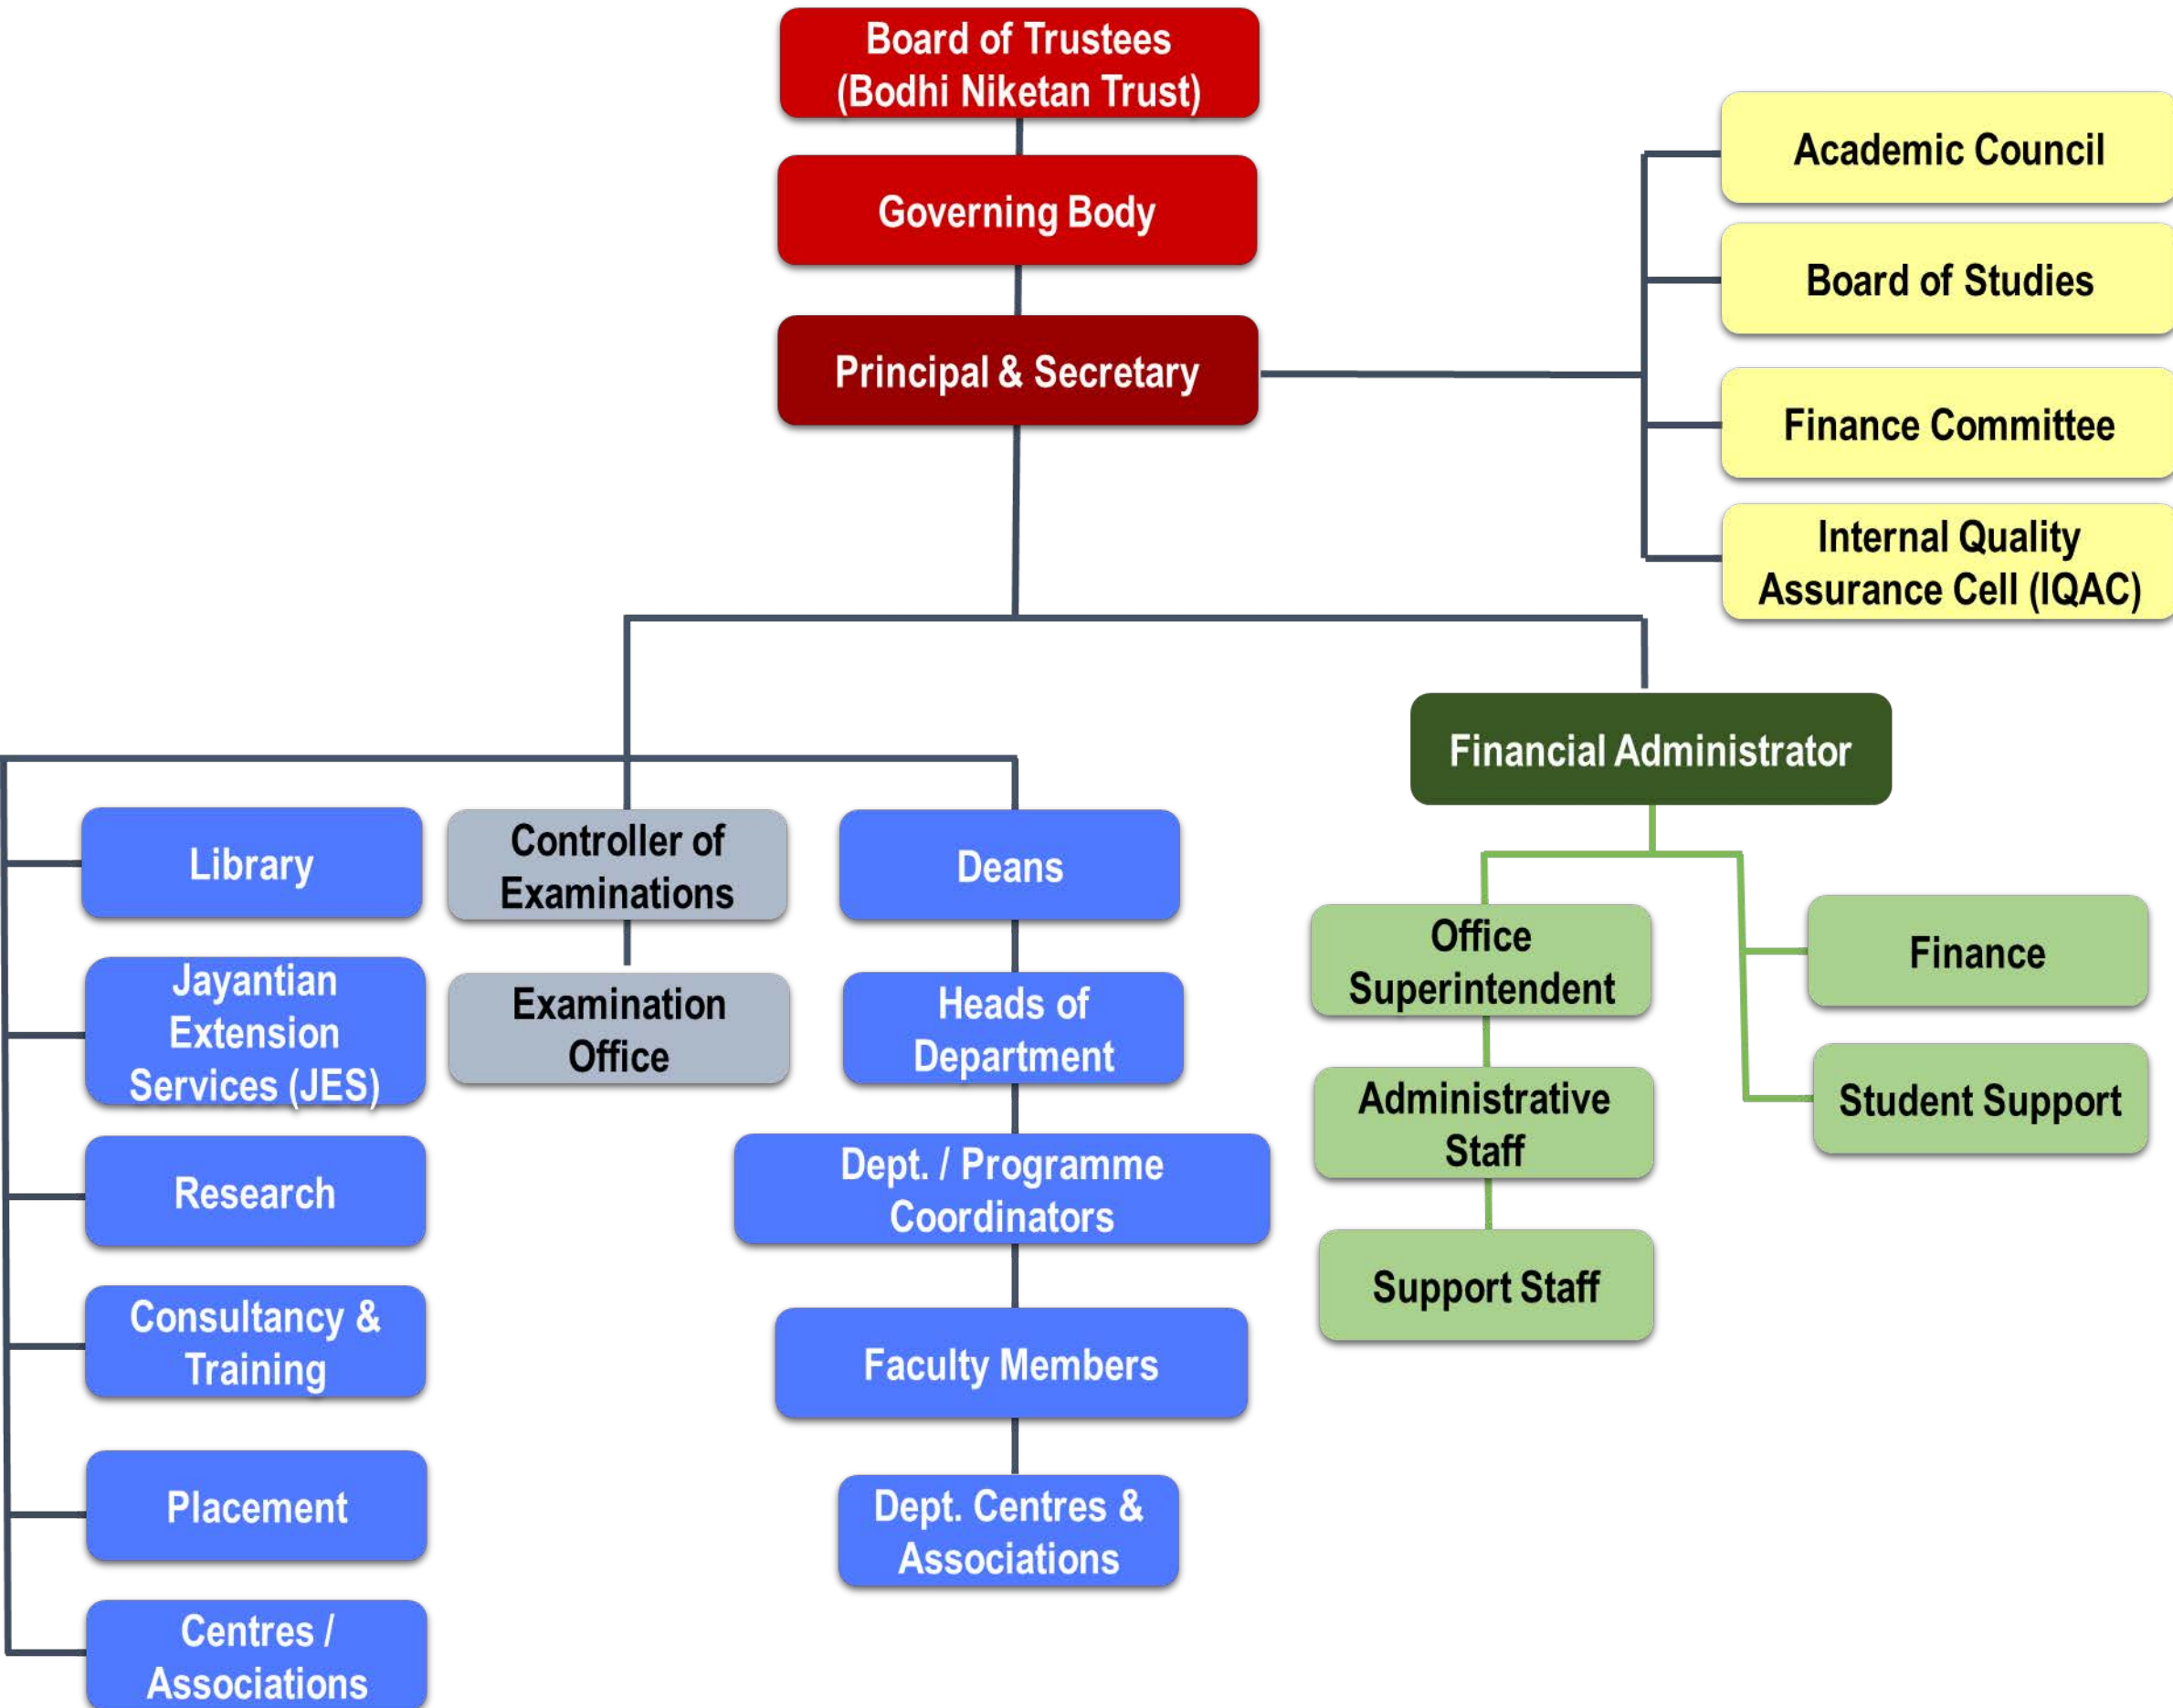 Board of Trustees
(Bodhi Niketan Trust)
Governing Body
Principal & Secretary
Academic Council
Board of Studies
Finance Committee
Internal Quality
Assurance Cell (IQAC)
Library
Jayantian
Extension
Services (JES)
Research
Consultancy &
Training
Placement
Centres /
Associations
Controller of
Examinations
Examination
Office
Deans
Heads of
Department
Dept. / Programme
Coordinators
Faculty Members
Dept. Centres &
Associations
Financial Administrator
Office
Superintendent
Administrative
Staff
Support Staff
Finance
Student Support